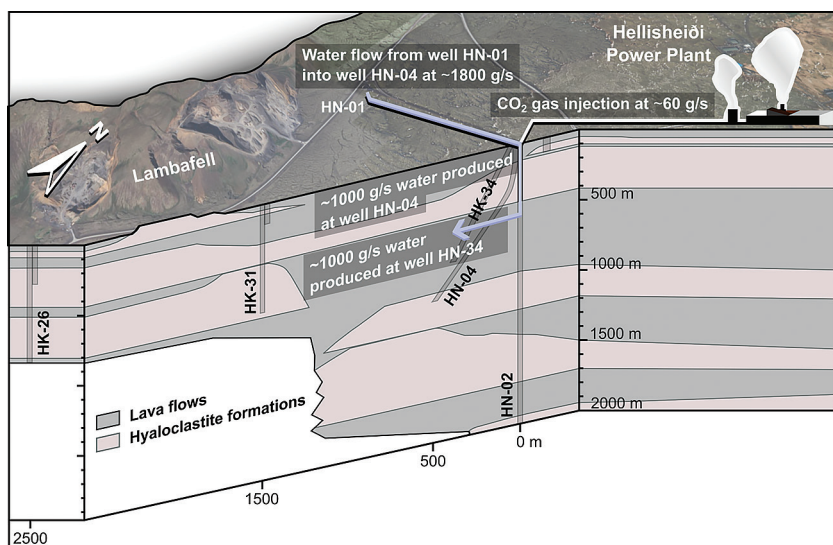 Hellisheiði
Power Plant
Water flow from well HN-01
into well HN-04 at ~1800 g/s
HN-01
CO₂ gas injection at ~60 g/s
N
Lambafell
~1000 g/s water produced
at well HN-04
HK-34
500 m
~1000 g/s water
produced at well HN-34
HK-31
HN-04
1000 m
HK-26
1500 m
HN-02
Lava flows
Hyaloclastite formations
2000 m
0 m
500
1500
2500